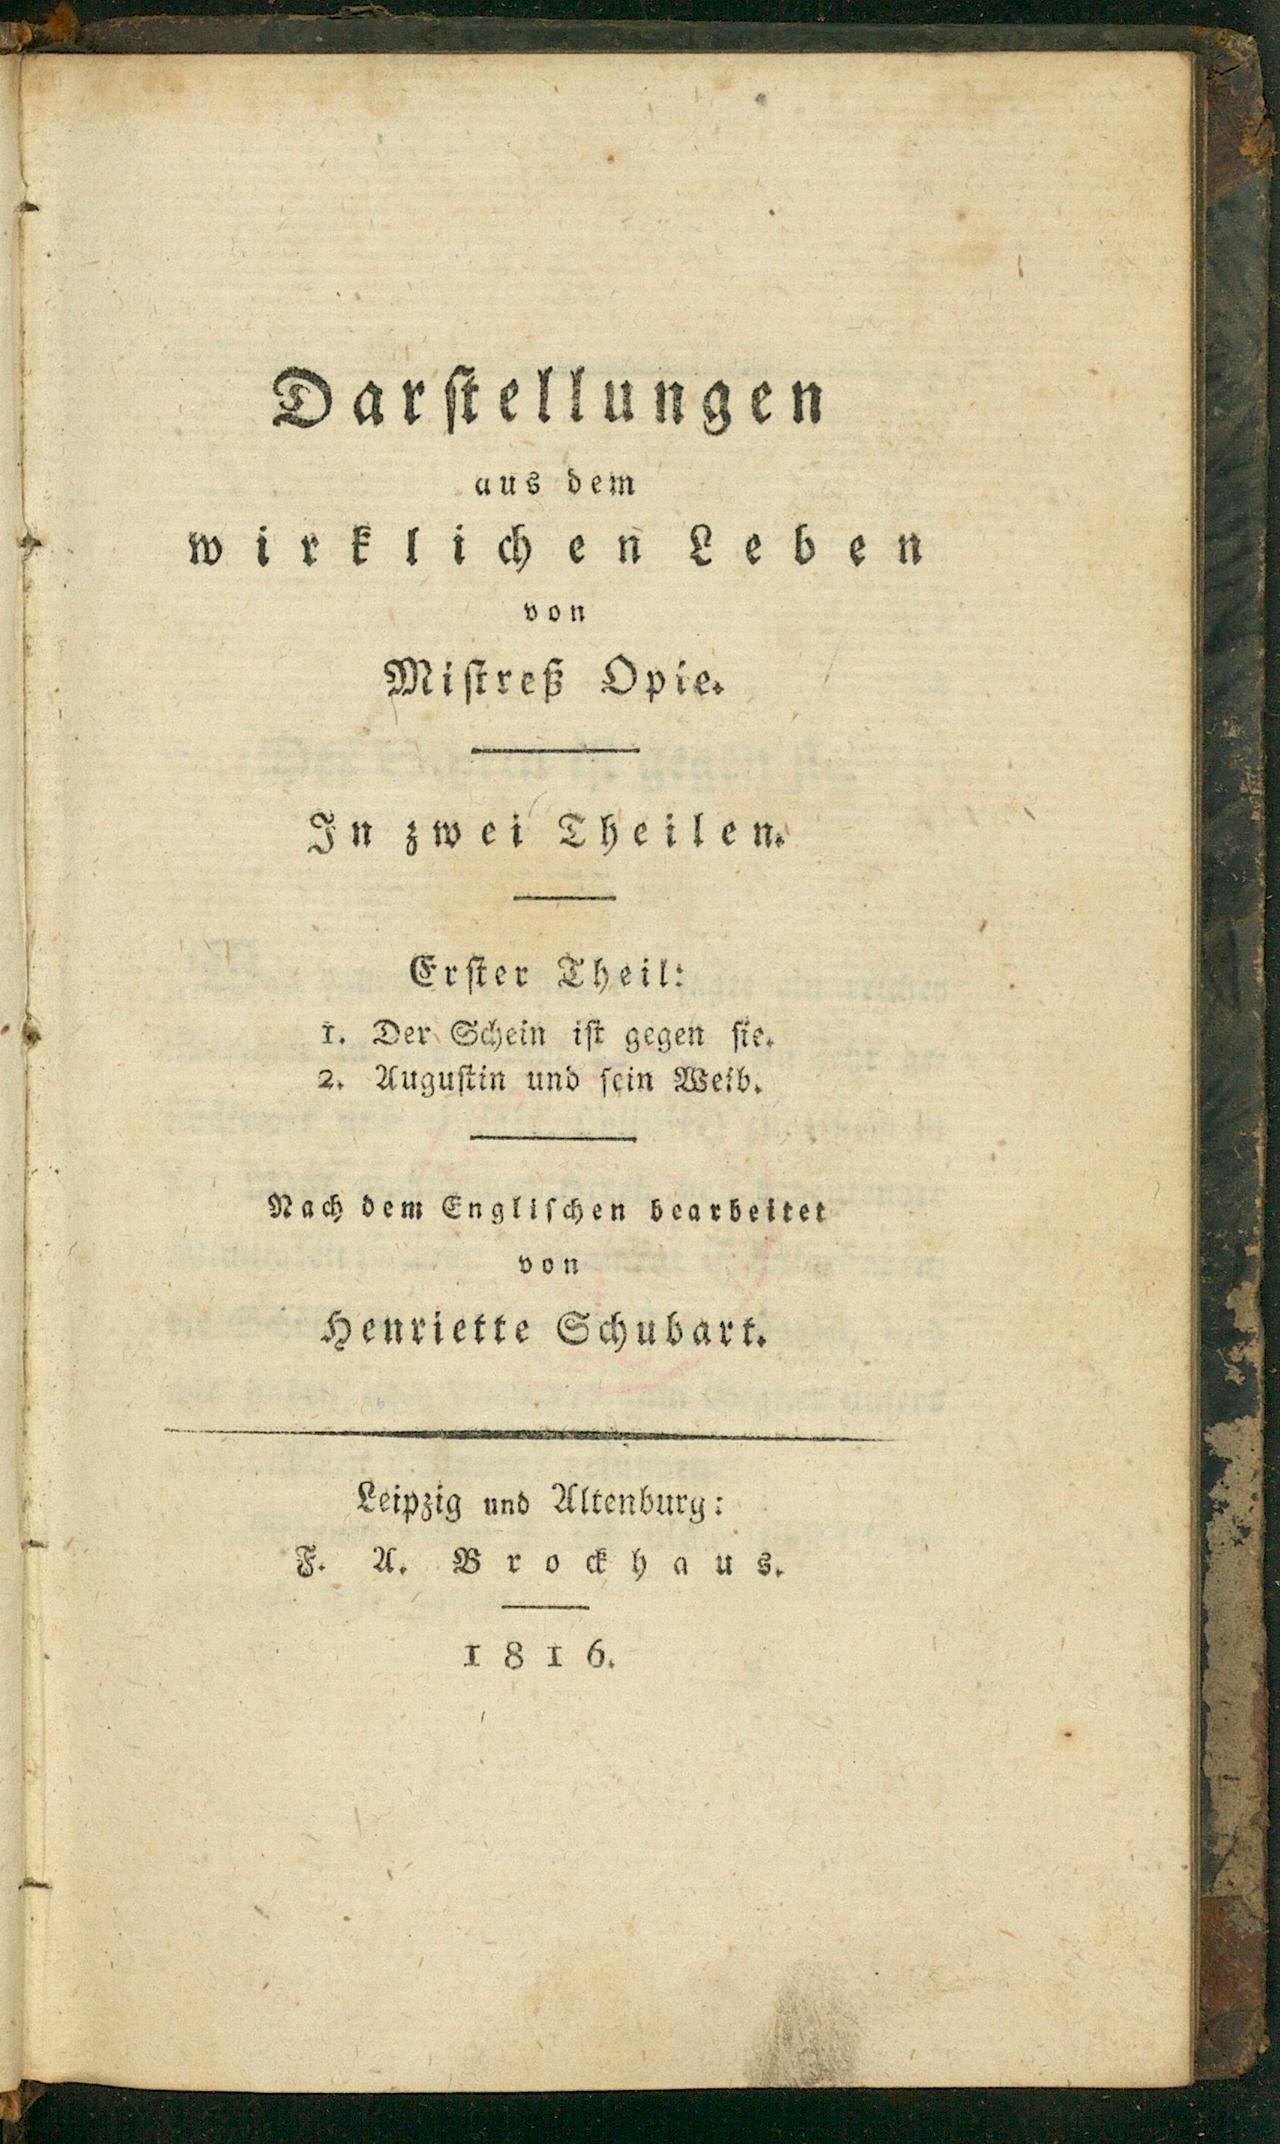 Darſtellungen
aus dem
wirklichen Leben
von
Miſtreß Opie.
In zwei Theilen.
Erſter Theil:
1. Der Schein iſt gegen ſie.
2. Auguſtin und ſein Weib.
Nach dem Engliſchen bearbeitet
von
Henriette Schubart.
Leipzig und Altenburg:
F. A. Brockhaus.
1816.